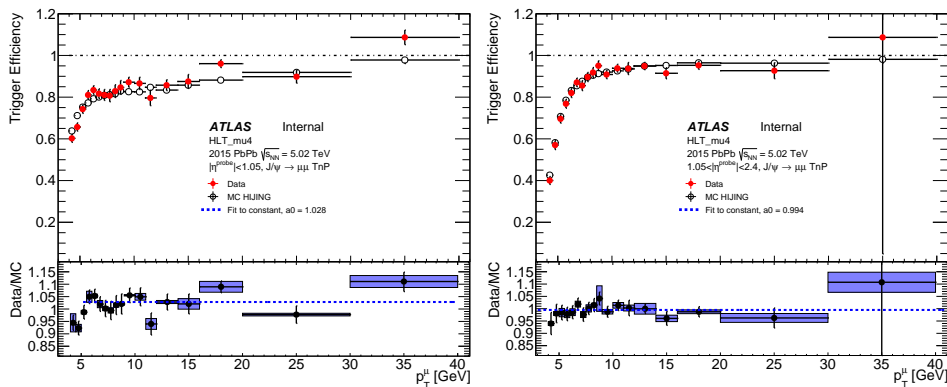 Trigger Efficiency
1.2
1
0.8
0.6
0.4
0.2
ATLAS Internal
HLT_mu4
2015 PbPb √s_NN = 5.02 TeV
|η^probe|<1.05, J/ψ → μμ TnP
Data
MC HIJING
Fit to constant, a0 = 1.028
Data/MC
1.15
1.1
1.05
1
0.95
0.9
0.85
5 10 15 20 25 30 35 40
p_T^μ [GeV]
Trigger Efficiency
1.2
1
0.8
0.6
0.4
0.2
ATLAS Internal
HLT_mu4
2015 PbPb √s_NN = 5.02 TeV
1.05<|η^probe|<2.4, J/ψ → μμ TnP
Data
MC HIJING
Fit to constant, a0 = 0.994
Data/MC
1.15
1.1
1.05
1
0.95
0.9
0.85
5 10 15 20 25 30 35 40
p_T^μ [GeV]